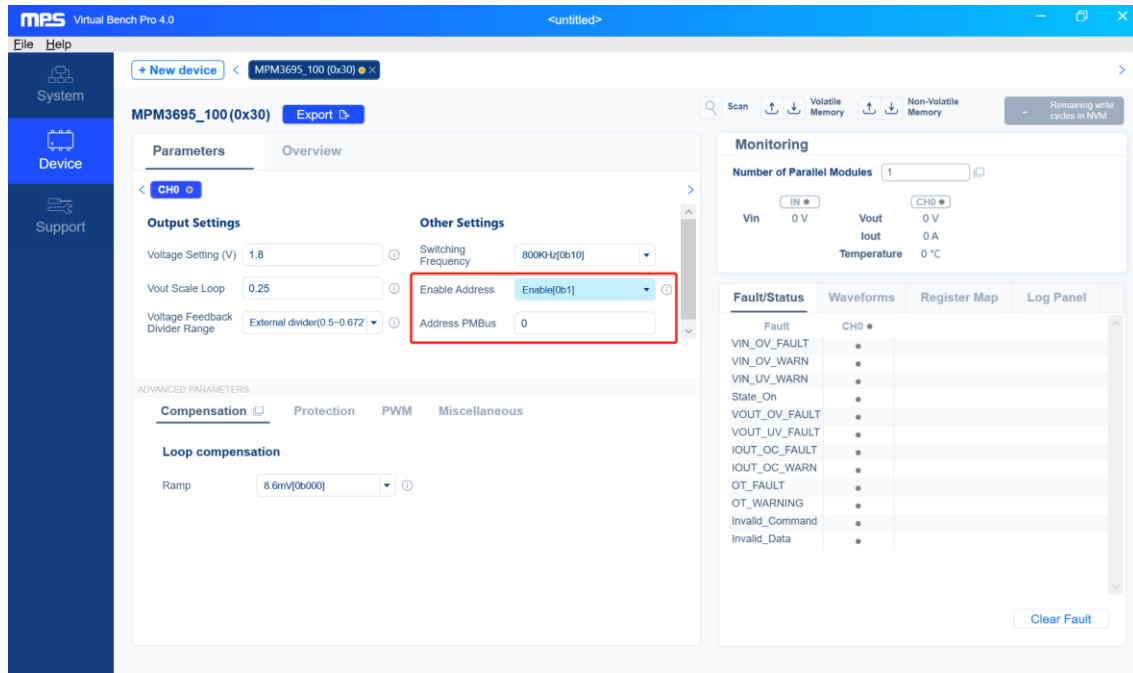 MPS Virtual Bench Pro 4.0 <untitled>
File Help
System
Device
Support
+ New device < MPM3695_100 (0x30) ×  >
MPM3695_100(0x30) Export
Scan Volatile Memory Non-Volatile Memory - Remaining write cycles in NVM
Parameters Overview
< CH0 >
Output Settings
Voltage Setting (V) 1.8
Vout Scale Loop 0.25
Voltage Feedback Divider Range External divider(0.5~0.672
Other Settings
Switching Frequency 800KHz[0b10]
Enable Address Enable[0b1]
Address PMBus 0
ADVANCED PARAMETERS
Compensation Protection PWM Miscellaneous
Loop compensation
Ramp 8.6mV[0b000]
Monitoring
Number of Parallel Modules 1
IN CH0
Vin 0 V Vout 0 V
Iout 0 A
Temperature 0 °C
Fault/Status Waveforms Register Map Log Panel
Fault CH0
VIN_OV_FAULT
VIN_OV_WARN
VIN_UV_WARN
State_On
VOUT_OV_FAULT
VOUT_UV_FAULT
IOUT_OC_FAULT
IOUT_OC_WARN
OT_FAULT
OT_WARNING
Invalid_Command
Invalid_Data
Clear Fault